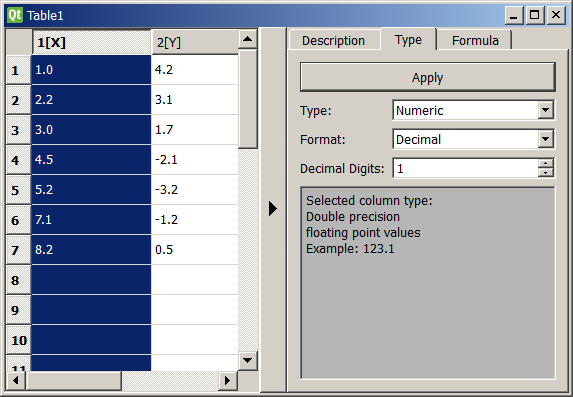 Qt Table1
1[X] 2[Y]
1 1.0 4.2
2 2.2 3.1
3 3.0 1.7
4 4.5 -2.1
5 5.2 -3.2
6 7.1 -1.2
7 8.2 0.5
8
9
10
11
Description Type Formula
Apply
Type: Numeric
Format: Decimal
Decimal Digits: 1
Selected column type:
Double precision
floating point values
Example: 123.1